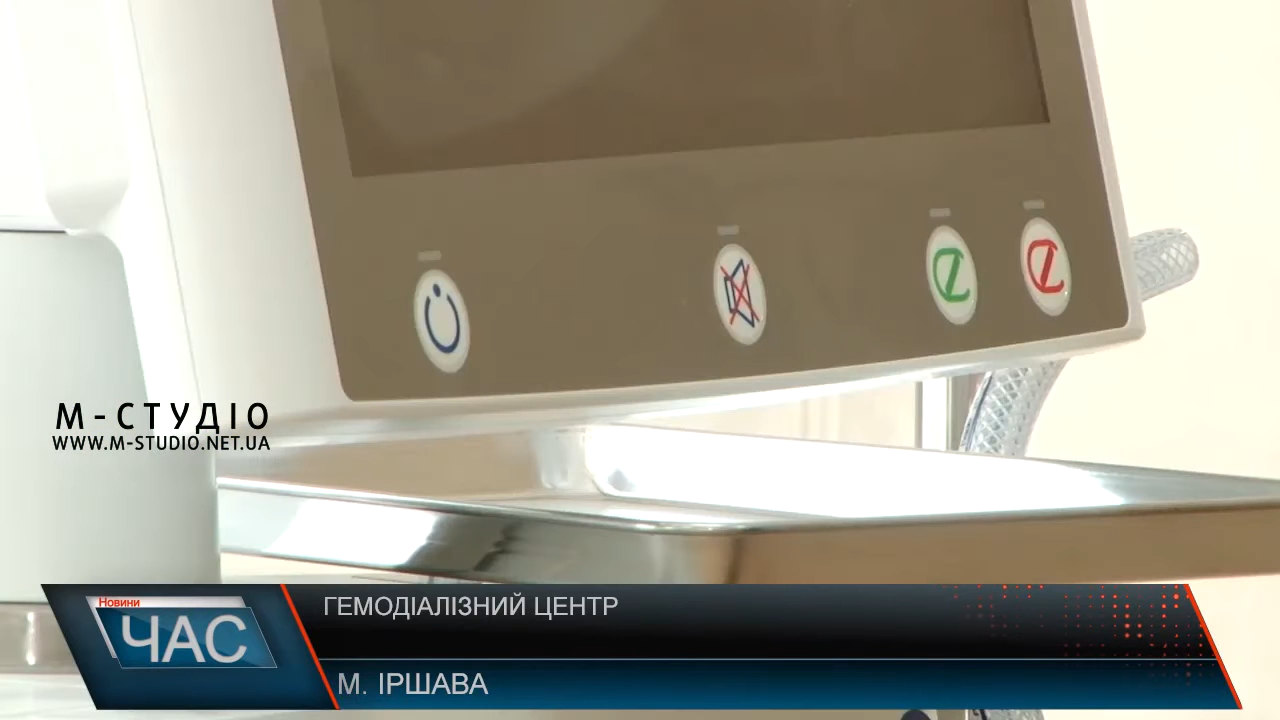 М-СТУДІО
WWW.M-STUDIO.NET.UA
Новини
ЧАС
ГЕМОДІАЛІЗНИЙ ЦЕНТР
М. ІРШАВА